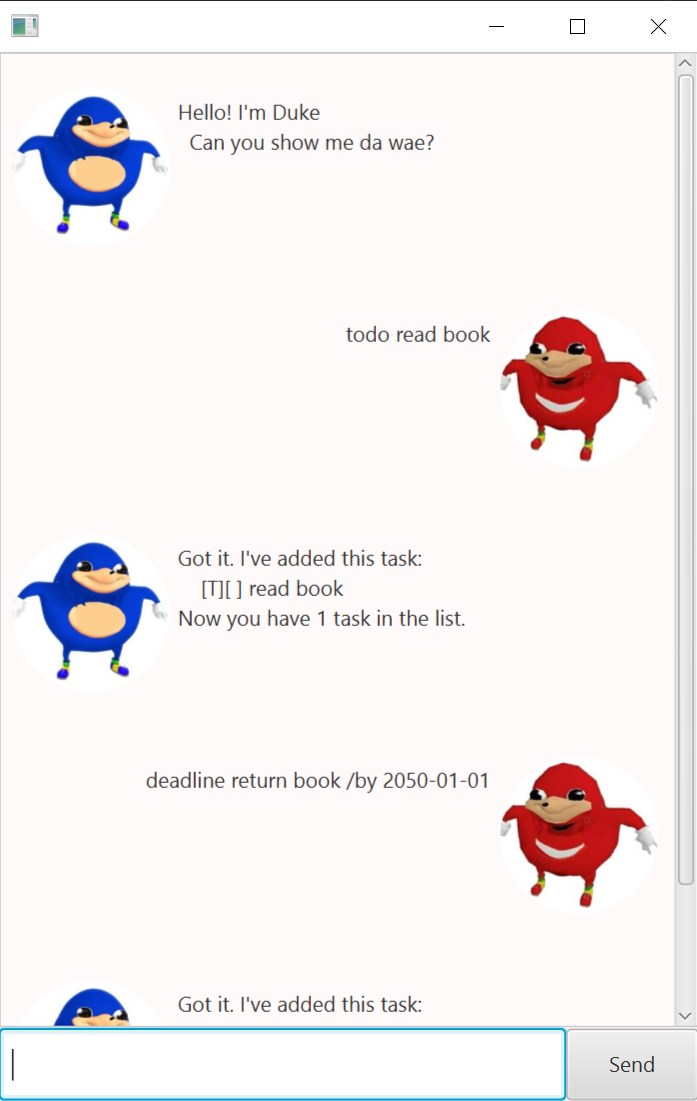 Hello! I'm Duke
Can you show me da wae?
todo read book
Got it. I've added this task:
[T][ ] read book
Now you have 1 task in the list.
deadline return book /by 2050-01-01
Got it. I've added this task:
Send